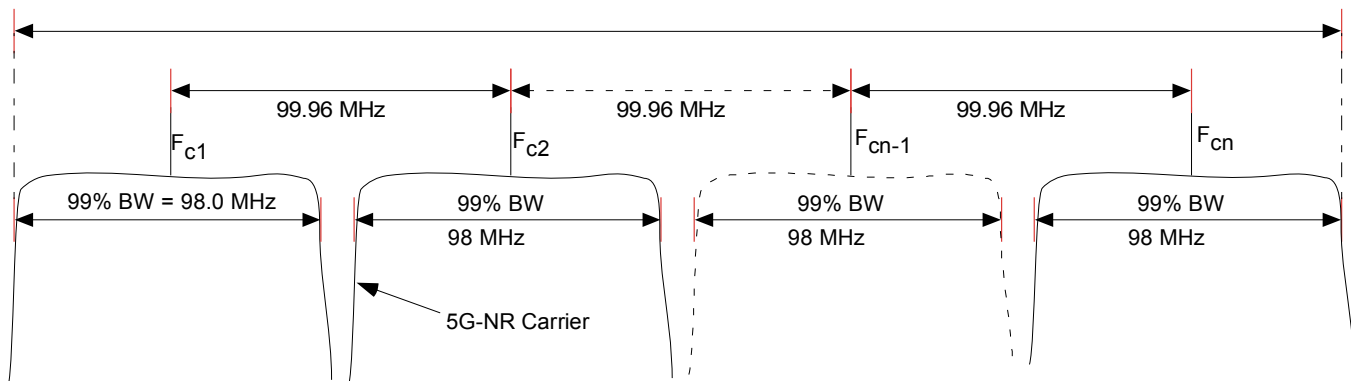 99.96 MHz 99.96 MHz 99.96 MHz
Fc1 Fc2 Fcn-1 Fcn
99% BW = 98.0 MHz 99% BW 99% BW 99% BW
98 MHz 98 MHz 98 MHz
5G-NR Carrier